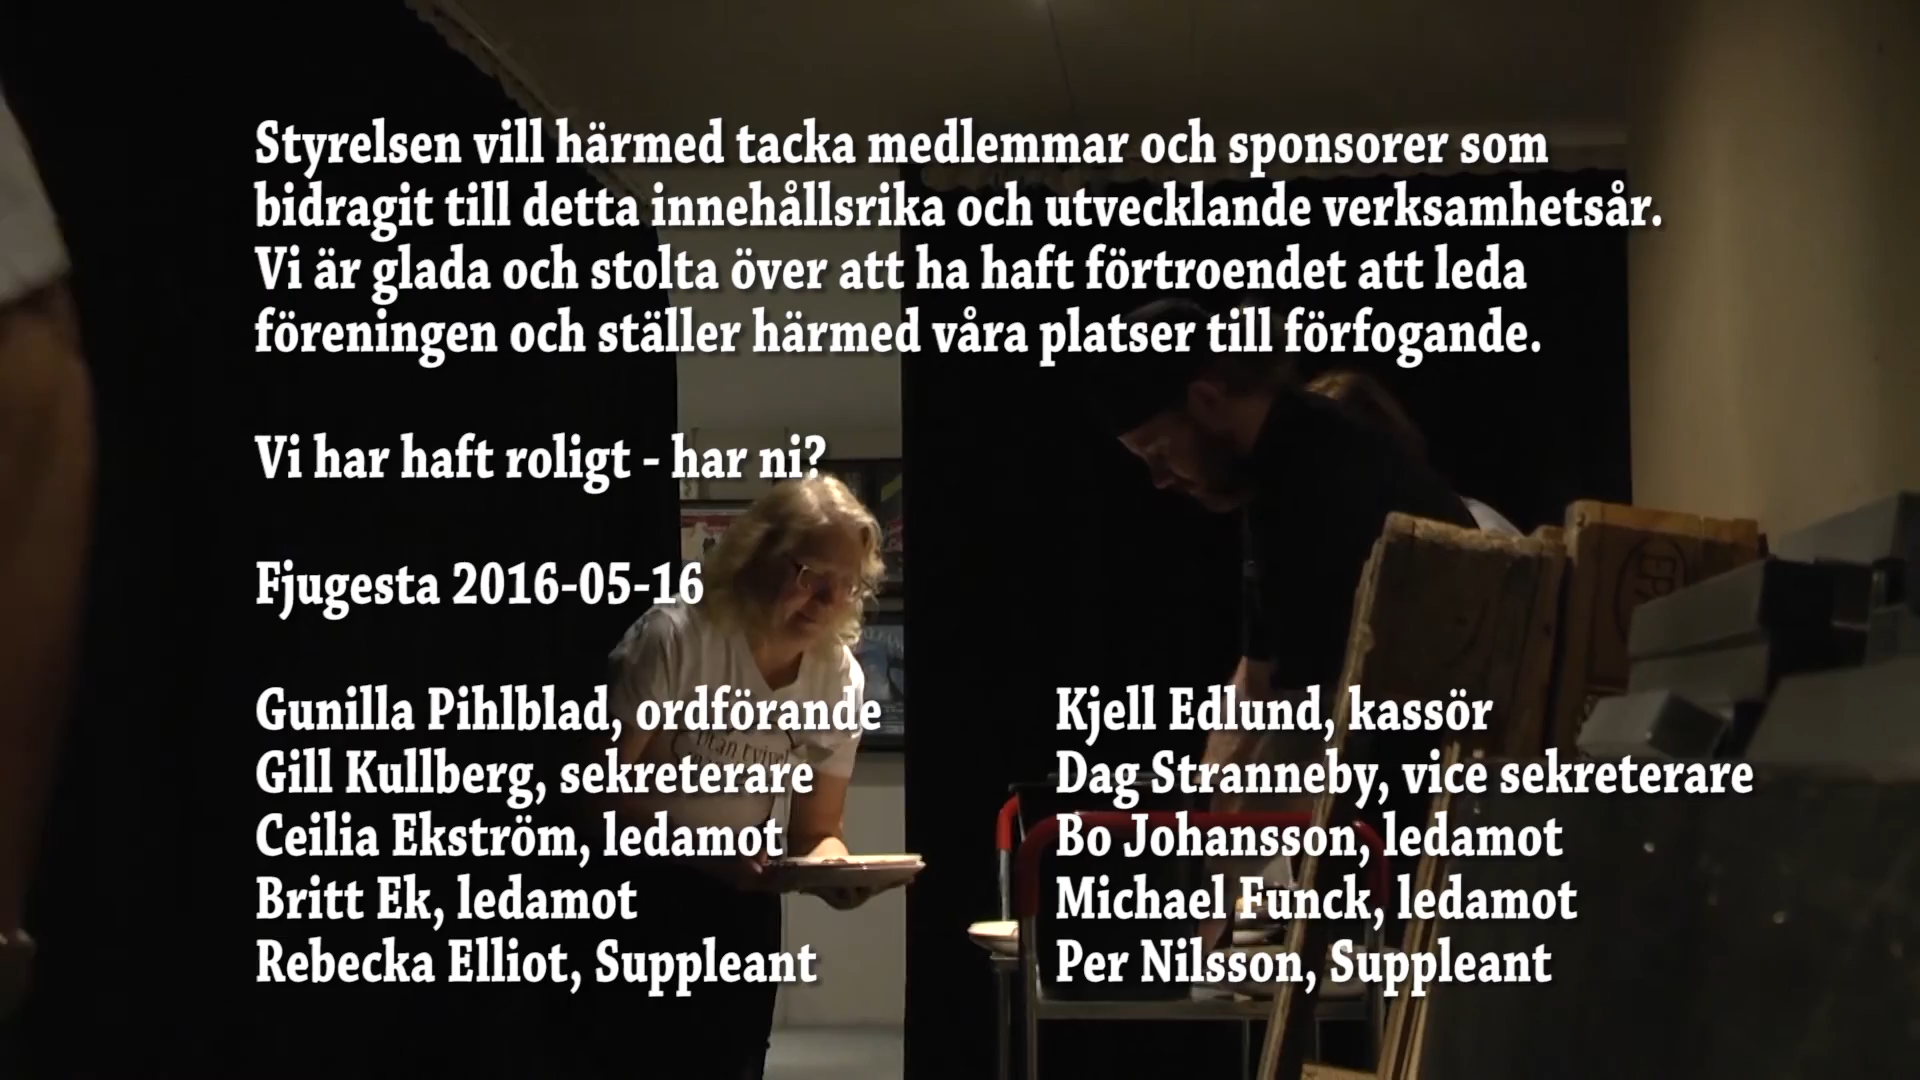 Styrelsen vill härmed tacka medlemmar och sponsorer som
bidragit till detta innehållsrika och utvecklande verksamhetsår.
Vi är glada och stolta över att ha haft förtroendet att leda
föreningen och ställer härmed våra platser till förfogande.
Vi har haft roligt - har ni?
Fjugesta 2016-05-16
Gunilla Pihlblad, ordförande
Gill Kullberg, sekreterare
Ceilia Ekström, ledamot
Britt Ek, ledamot
Rebecka Elliot, Suppleant
Kjell Edlund, kassör
Dag Stranneby, vice sekreterare
Bo Johansson, ledamot
Michael Funck, ledamot
Per Nilsson, Suppleant